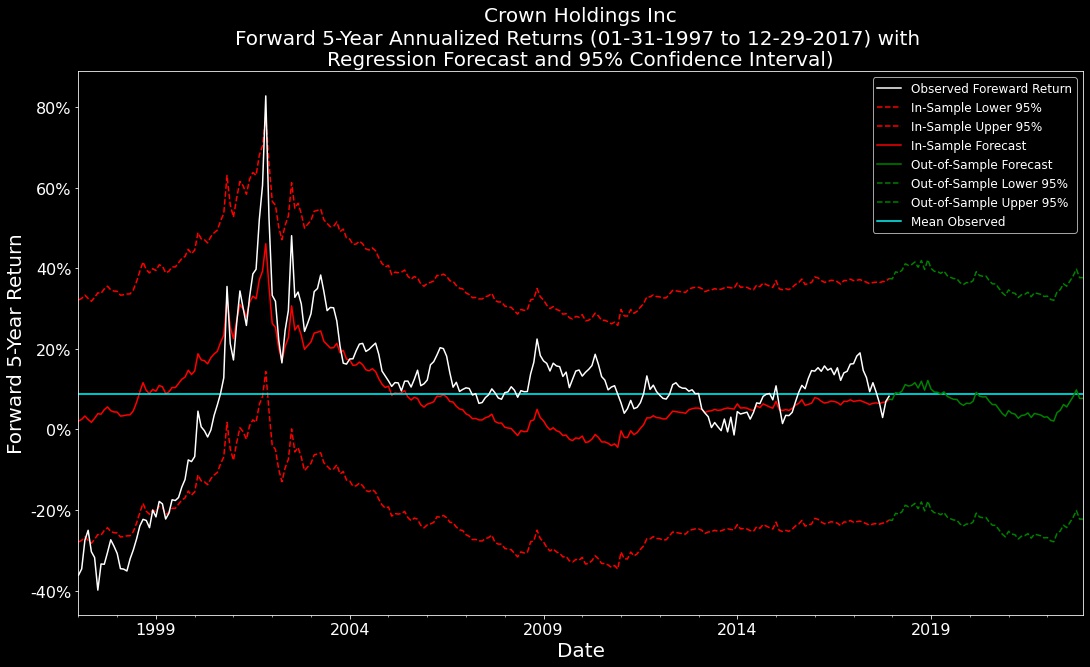 Crown Holdings Inc
Forward 5-Year Annualized Returns (01-31-1997 to 12-29-2017) with
Regression Forecast and 95% Confidence Interval)
Observed Foreward Return
In-Sample Lower 95%
In-Sample Upper 95%
In-Sample Forecast
Out-of-Sample Forecast
Out-of-Sample Lower 95%
Out-of-Sample Upper 95%
Mean Observed
Forward 5-Year Return
80%
60%
40%
20%
0%
-20%
-40%
1999
2004
2009
2014
2019
Date